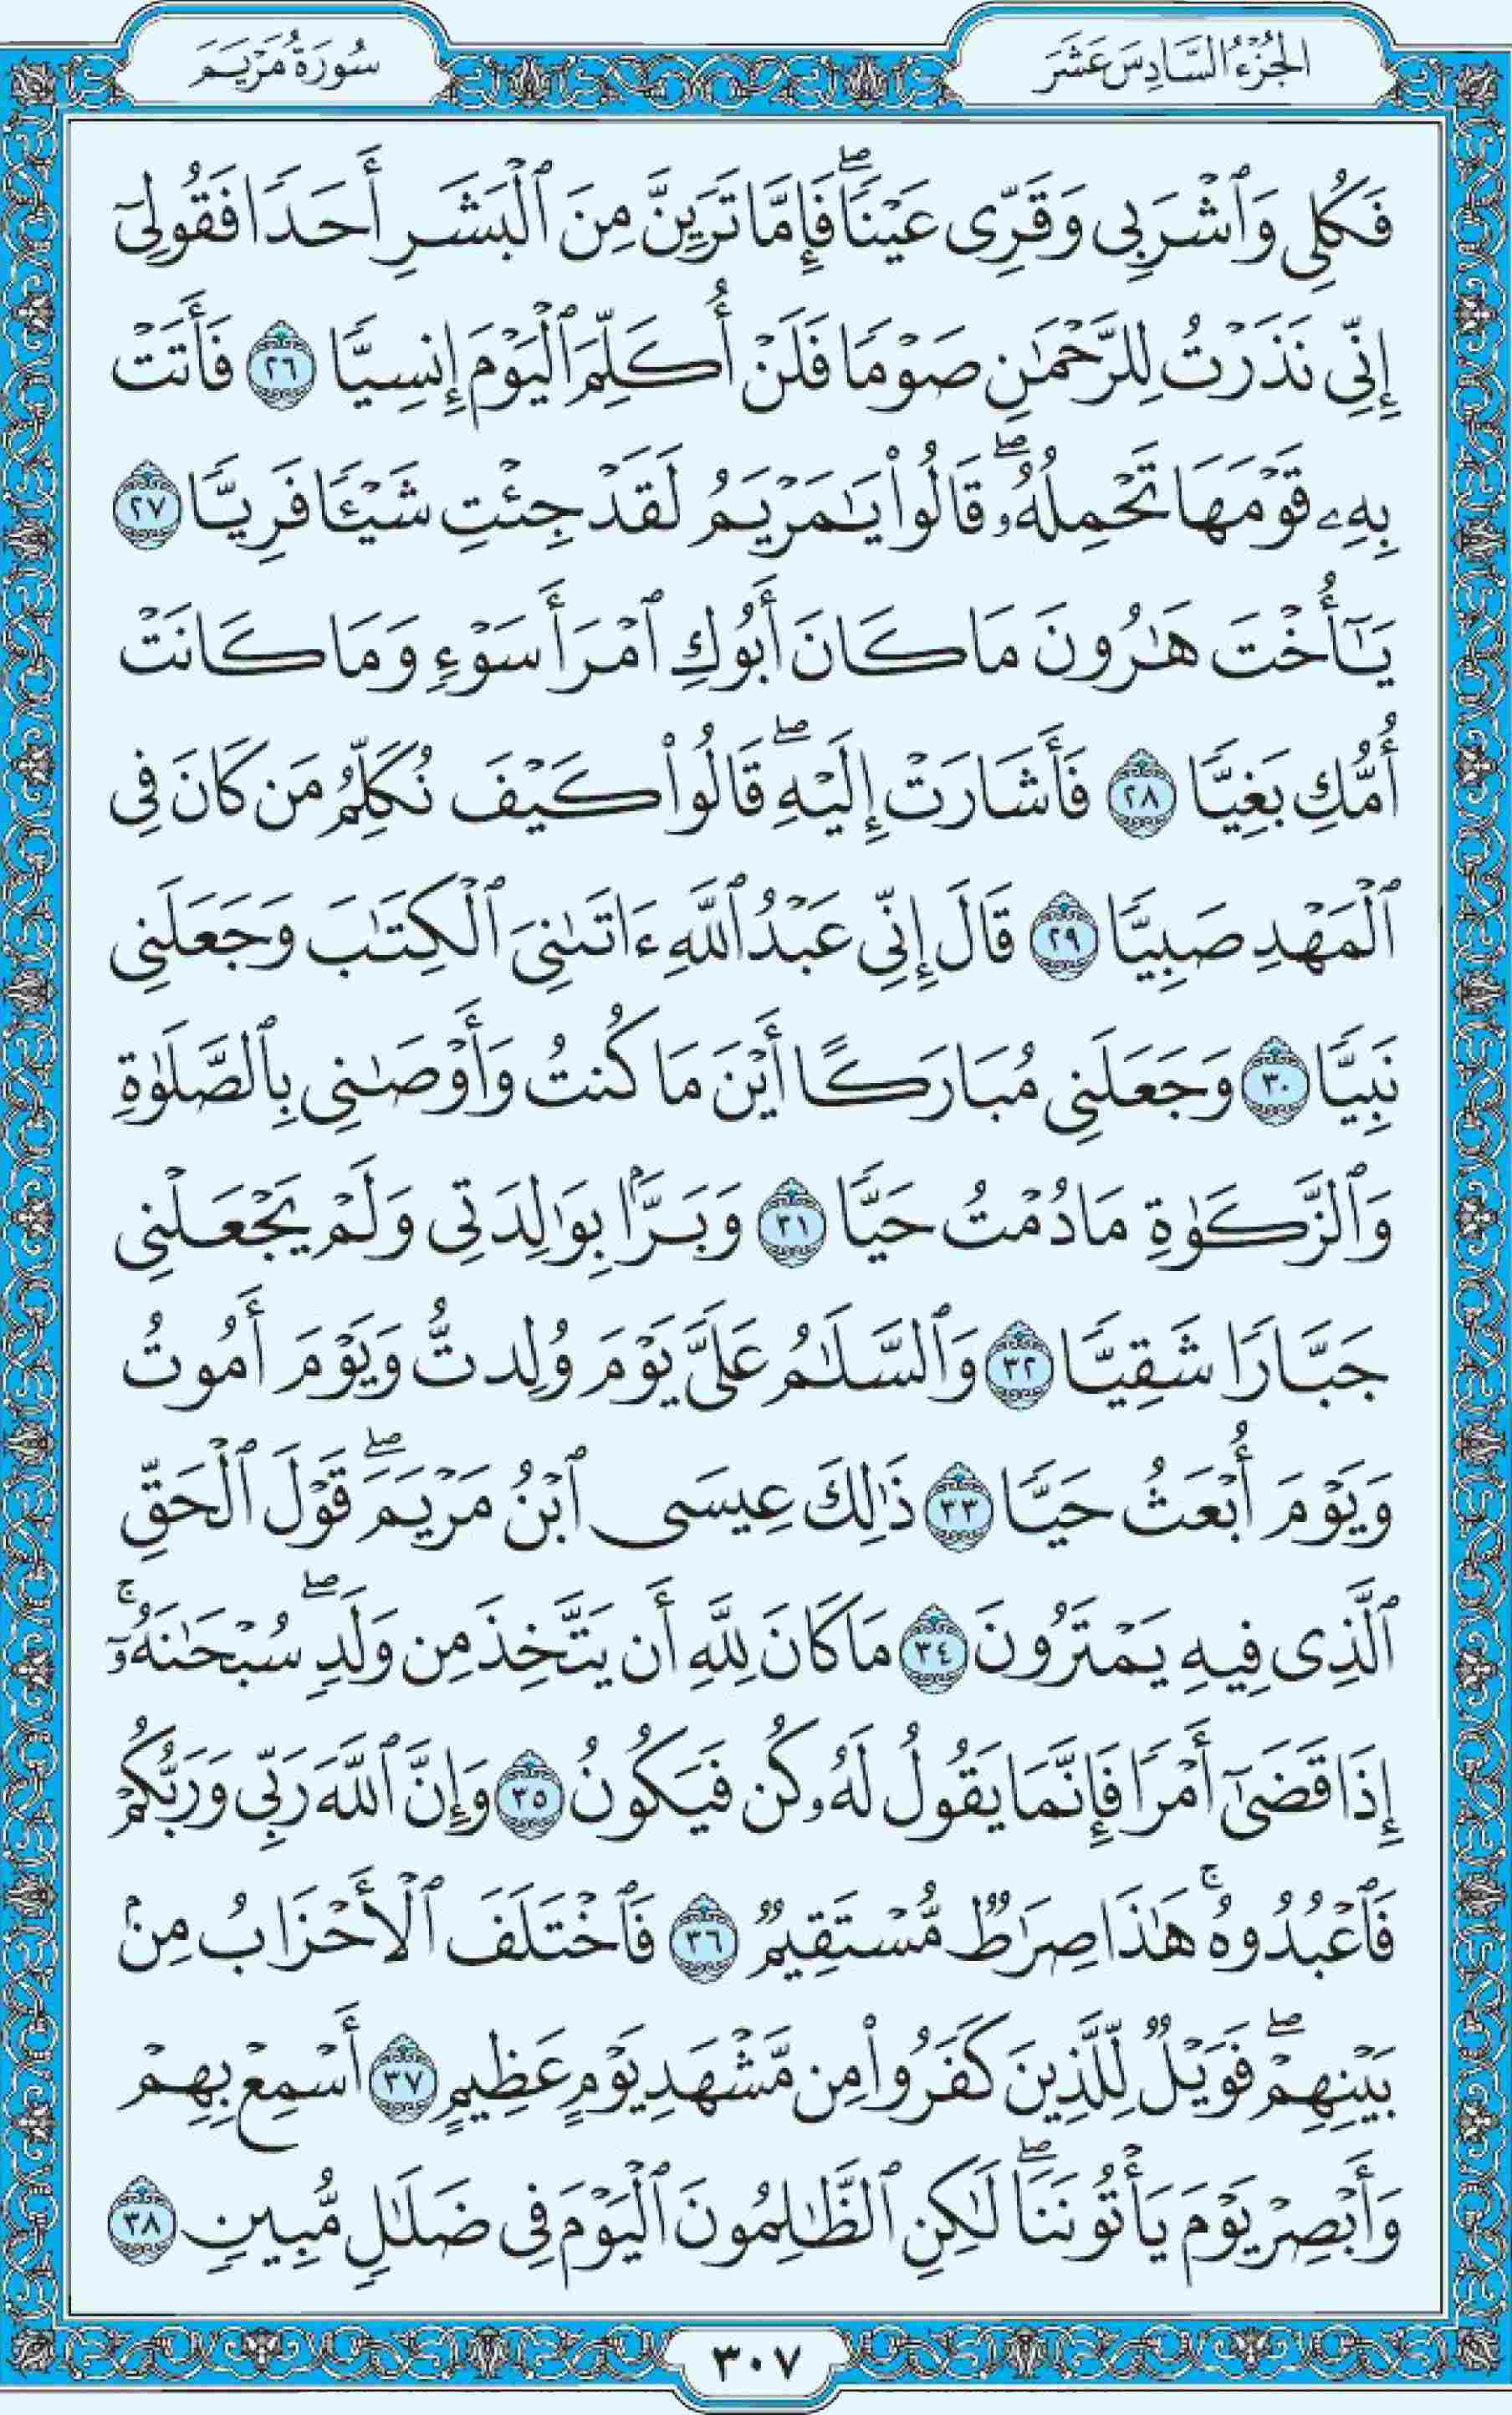 الجُزْءُ السَّادِسَ عَشَرَ
سُورَةُ مَرْيَمَ
فَكُلِى وَٱشْرَبِى وَقَرِّى عَيْنًاۖ فَإِمَّا تَرَيِنَّ مِنَ ٱلْبَشَرِ أَحَدًا فَقُولِىٓ
إِنِّى نَذَرْتُ لِلرَّحْمَٰنِ صَوْمًا فَلَنْ أُكَلِّمَ ٱلْيَوْمَ إِنسِيًّا ٢٦ فَأَتَتْ
بِهِۦ قَوْمَهَا تَحْمِلُهُۥۖ قَالُوا۟ يَٰمَرْيَمُ لَقَدْ جِئْتِ شَيْـًٔا فَرِيًّا ٢٧
يَٰٓأُخْتَ هَٰرُونَ مَا كَانَ أَبُوكِ ٱمْرَأَ سَوْءٍ وَمَا كَانَتْ
أُمُّكِ بَغِيًّا ٢٨ فَأَشَارَتْ إِلَيْهِۖ قَالُوا۟ كَيْفَ نُكَلِّمُ مَن كَانَ فِى
ٱلْمَهْدِ صَبِيًّا ٢٩ قَالَ إِنِّى عَبْدُ ٱللَّهِ ءَاتَىٰنِىَ ٱلْكِتَٰبَ وَجَعَلَنِى
نَبِيًّا ٣٠ وَجَعَلَنِى مُبَارَكًا أَيْنَ مَا كُنتُ وَأَوْصَٰنِى بِٱلصَّلَوٰةِ
وَٱلزَّكَوٰةِ مَا دُمْتُ حَيًّا ٣١ وَبَرًّۢا بِوَٰلِدَتِى وَلَمْ يَجْعَلْنِى
جَبَّارًا شَقِيًّا ٣٢ وَٱلسَّلَٰمُ عَلَىَّ يَوْمَ وُلِدتُّ وَيَوْمَ أَمُوتُ
وَيَوْمَ أُبْعَثُ حَيًّا ٣٣ ذَٰلِكَ عِيسَى ٱبْنُ مَرْيَمَۖ قَوْلَ ٱلْحَقِّ
ٱلَّذِى فِيهِ يَمْتَرُونَ ٣٤ مَا كَانَ لِلَّهِ أَن يَتَّخِذَ مِن وَلَدٍۖ سُبْحَٰنَهُۥٓۚ
إِذَا قَضَىٰٓ أَمْرًا فَإِنَّمَا يَقُولُ لَهُۥ كُن فَيَكُونُ ٣٥ وَإِنَّ ٱللَّهَ رَبِّى وَرَبُّكُمْ
فَٱعْبُدُوهُۚ هَٰذَا صِرَٰطٌ مُّسْتَقِيمٌ ٣٦ فَٱخْتَلَفَ ٱلْأَحْزَابُ مِنۢ
بَيْنِهِمْۖ فَوَيْلٌ لِّلَّذِينَ كَفَرُوا۟ مِن مَّشْهَدِ يَوْمٍ عَظِيمٍ ٣٧ أَسْمِعْ بِهِمْ
وَأَبْصِرْ يَوْمَ يَأْتُونَنَاۖ لَٰكِنِ ٱلظَّٰلِمُونَ ٱلْيَوْمَ فِى ضَلَٰلٍ مُّبِينٍ ٣٨
٣٠٧